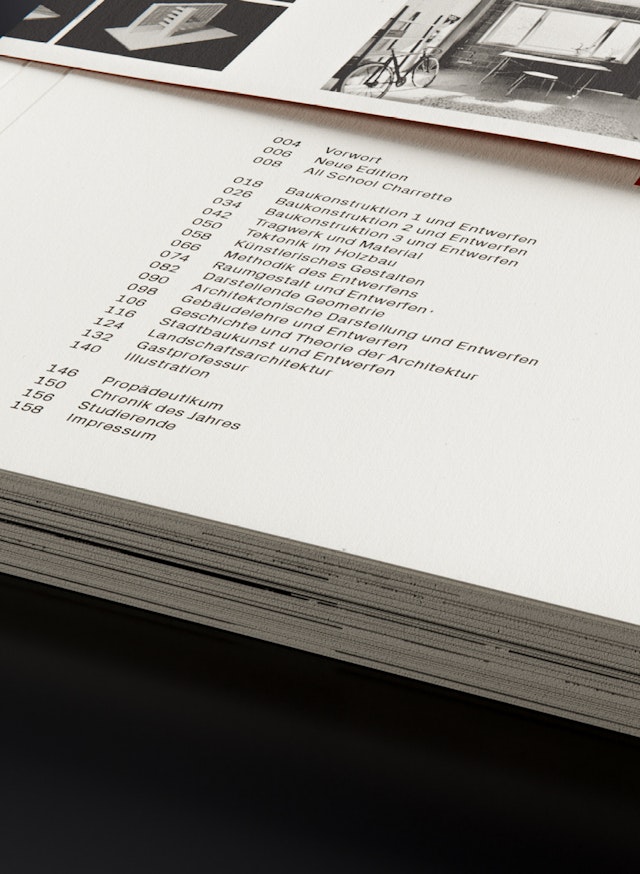 004 Vorwort
006 Neue Edition
008 All School Charrette
018 Baukonstruktion 1 und Entwerfen
026 Baukonstruktion 2 und Entwerfen
034 Baukonstruktion 3 und Entwerfen
042 Tragwerk und Material
050 Tektonik im Holzbau
058 Künstlerisches Gestalten
066 Methodik des Entwerfens
074 Raumgestalt und Entwerfen
082 Darstellende Geometrie
090 Architektonische Darstellung und Entwerfen
098 Gebäudelehre und Entwerfen
106 Geschichte und Theorie der Architektur
116 Stadtbaukunst und Entwerfen
124 Landschaftsarchitektur
132 Gastprofessur
140 Illustration
146 Propädeutikum
150 Chronik des Jahres
156 Studierende
158 Impressum